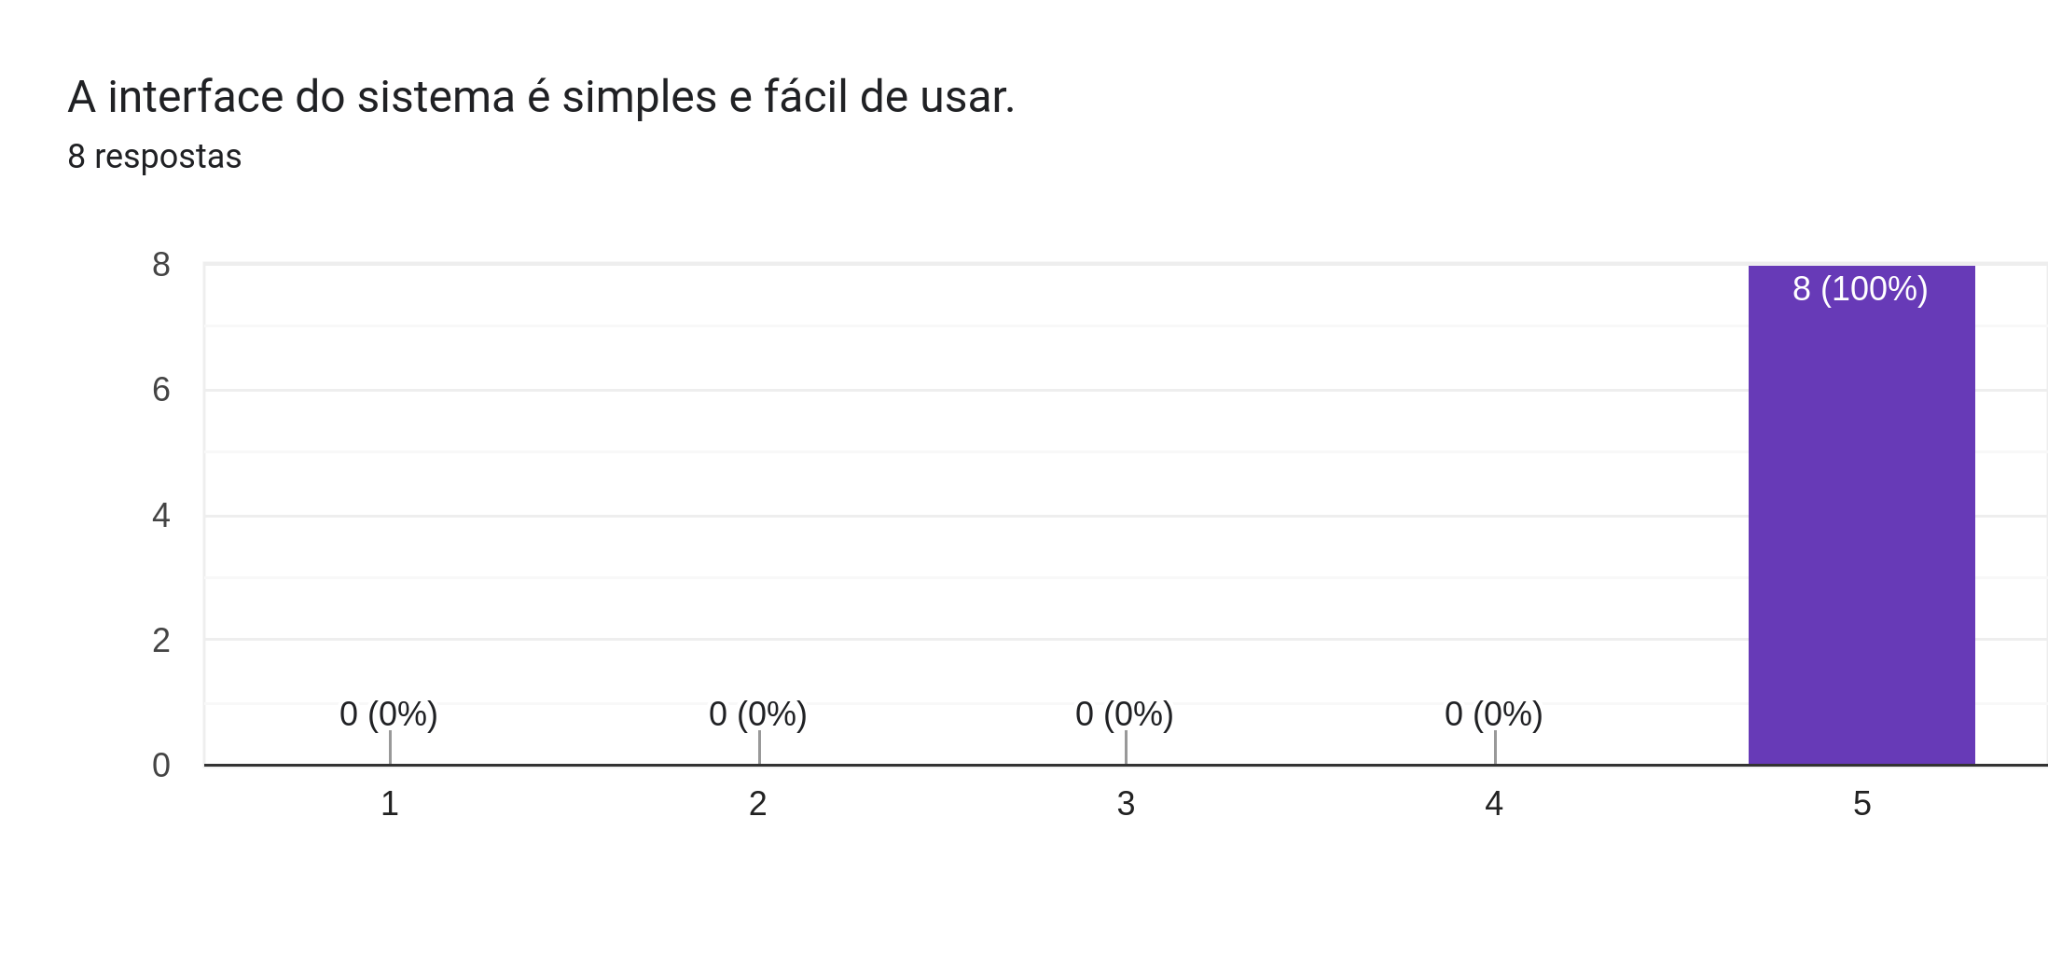 A interface do sistema é simples e fácil de usar.
8 respostas
8
8 (100%)
6
4
2
0 (0%) 0 (0%) 0 (0%) 0 (0%)
0
1 2 3 4 5